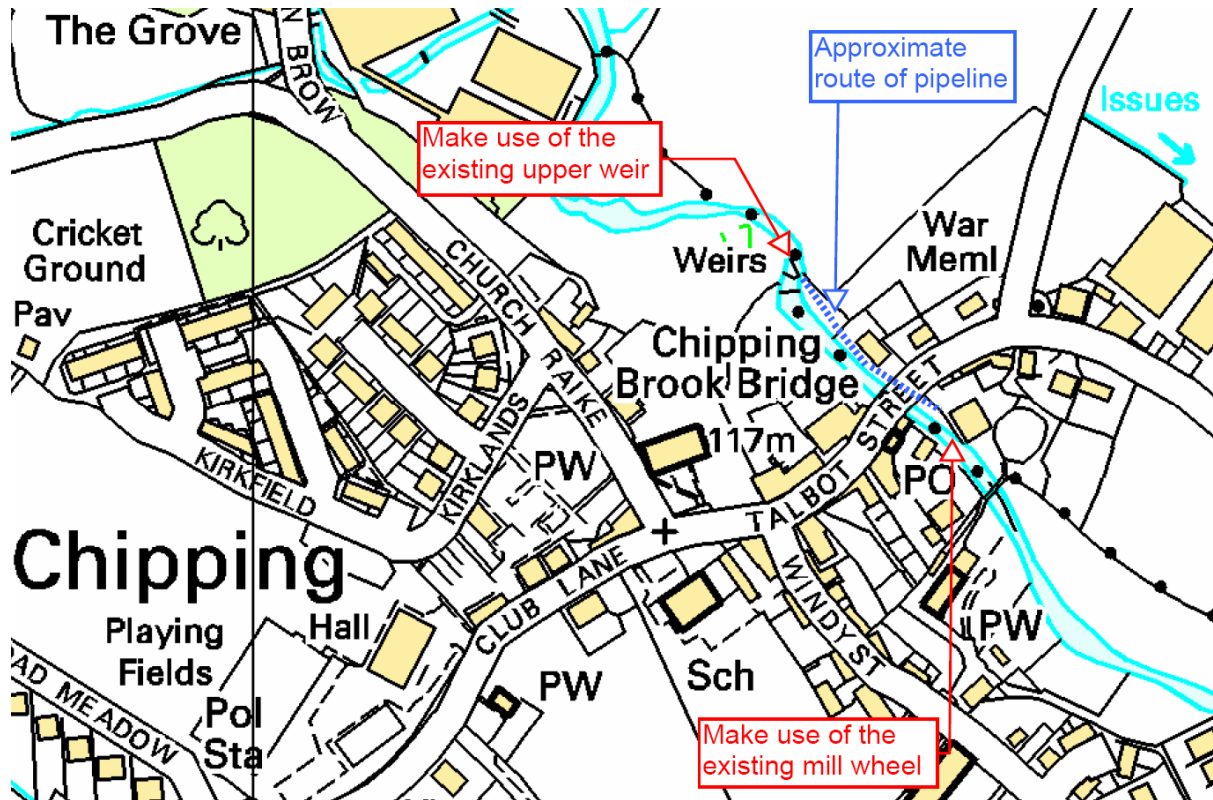 The Grove
N BROW
Approximate
route of pipeline
Issues
Make use of the
existing upper weir
Cricket
Ground
Pav
CHURCH RAIKE
Weirs
War
Meml
Chipping
Brook Bridge
117m
KIRKFIELD
KIRKLANDS
PW
TALBOT STREET
PO
Chipping
CLUB LANE
WINDY ST
Playing
Fields
Hall
PW
Sch
PW
OAD MEADOW
Pol
Sta
Make use of the
existing mill wheel